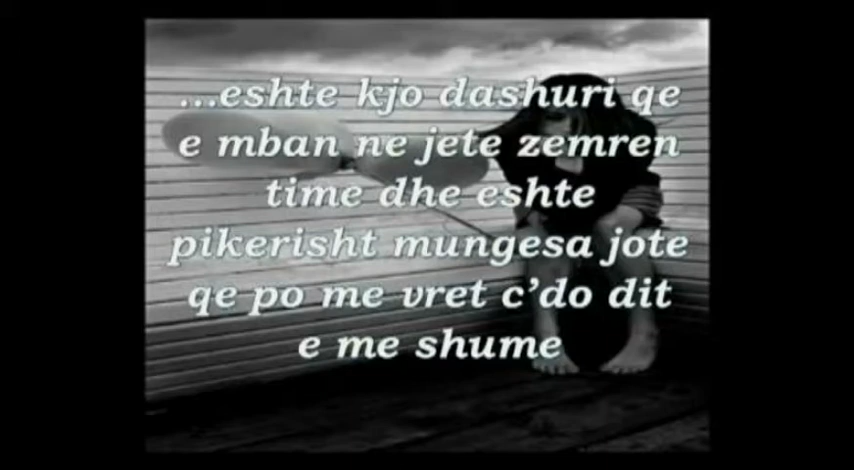 ...eshte kjo dashuri qe
e mban ne jete zemren
time dhe eshte
pikerisht mungesa jote
qe po me vret c'do dit
e me shume